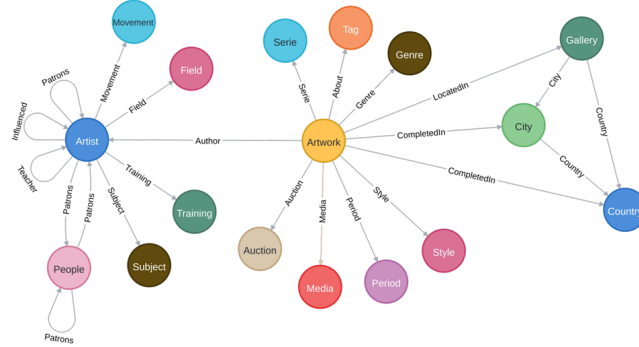 Movement
Serie
Tag
Genre
Gallery
Field
Patrons
Movement
Field
Serie
About
Genre
LocatedIn
City
Country
Influenced
Artist
Author
Artwork
CompletedIn
City
Teacher
Training
CompletedIn
Country
Patrons
Patrons
Subject
Training
Auction
Media
Period
Style
Country
People
Subject
Auction
Media
Period
Style
Patrons